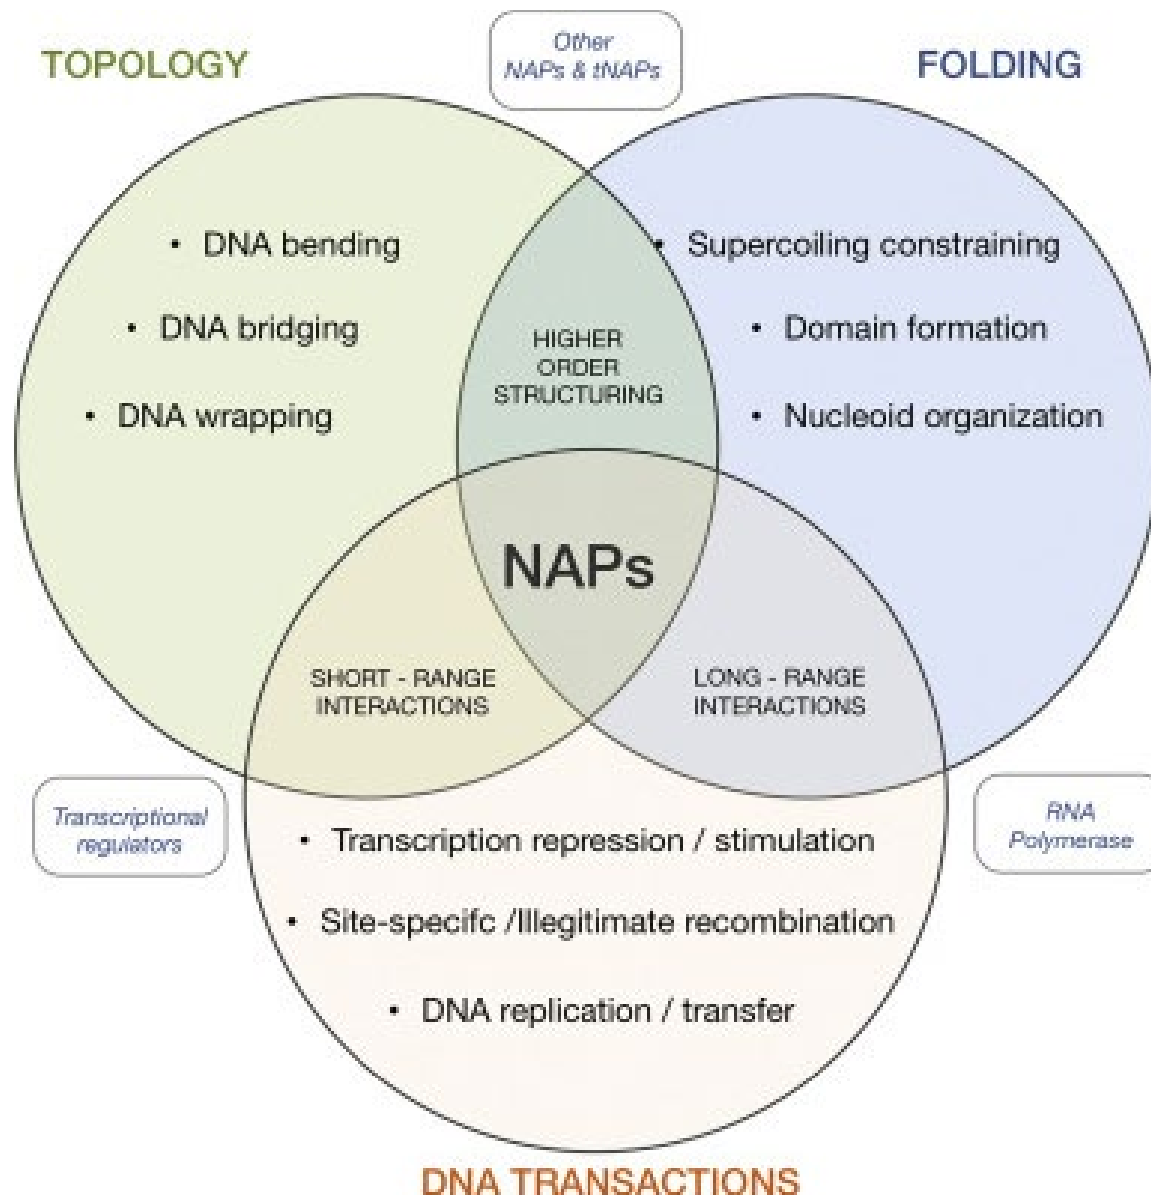 TOPOLOGY
Other
NAPs & tNAPs
FOLDING
• DNA bending
• DNA bridging
• DNA wrapping
HIGHER
ORDER
STRUCTURING
• Supercoiling constraining
• Domain formation
• Nucleoid organization
NAPs
SHORT - RANGE
INTERACTIONS
LONG - RANGE
INTERACTIONS
Transcriptional
regulators
RNA
Polymerase
• Transcription repression / stimulation
• Site-specifc /Illegitimate recombination
• DNA replication / transfer
DNA TRANSACTIONS